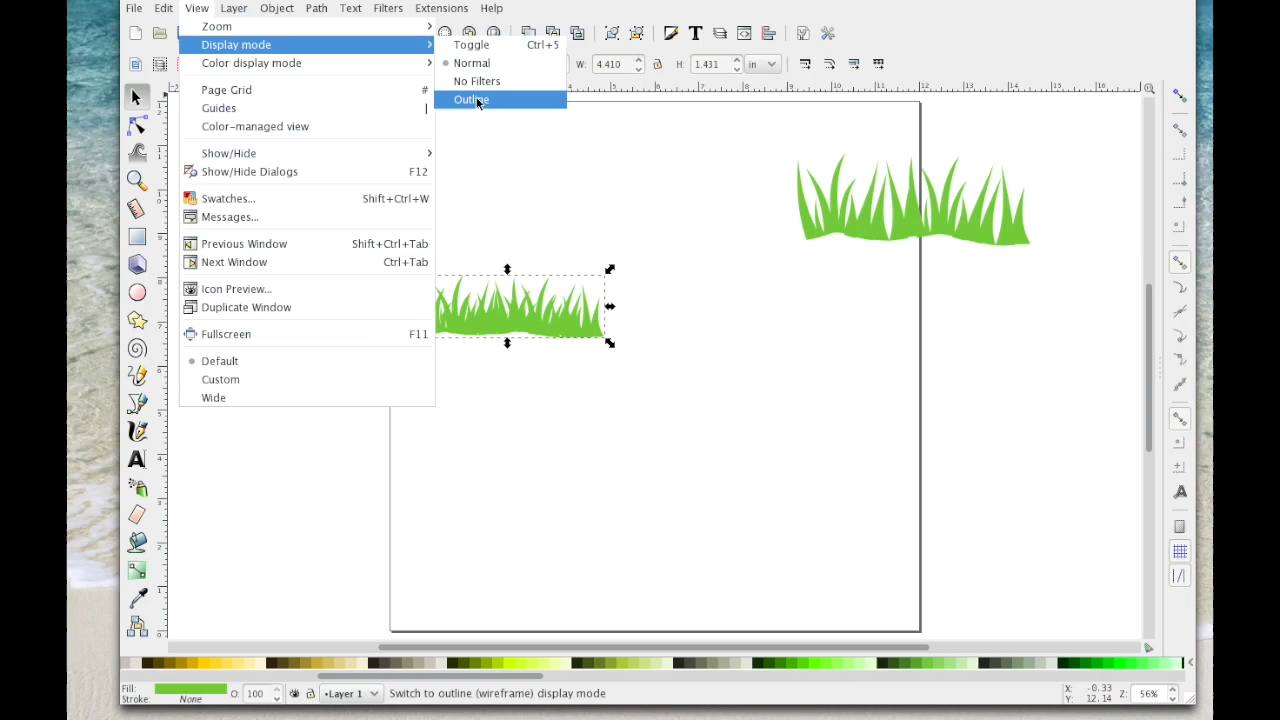 File Edit View Layer Object Path Text Filters Extensions Help
Zoom
Display mode
Toggle Ctrl+5
Color display mode
Normal
W: 4.410 H: 1.431 in
No Filters
Page Grid #
Outline
Guides |
Color-managed view
Show/Hide
Show/Hide Dialogs F12
Swatches... Shift+Ctrl+W
Messages...
Previous Window Shift+Ctrl+Tab
Next Window Ctrl+Tab
Icon Preview...
Duplicate Window
Fullscreen F11
Default
Custom
Wide
Fill:
Stroke: None
O: 100
•Layer 1
Switch to outline (wireframe) display mode
X: -0.33
Y: 12.14
Z: 56%